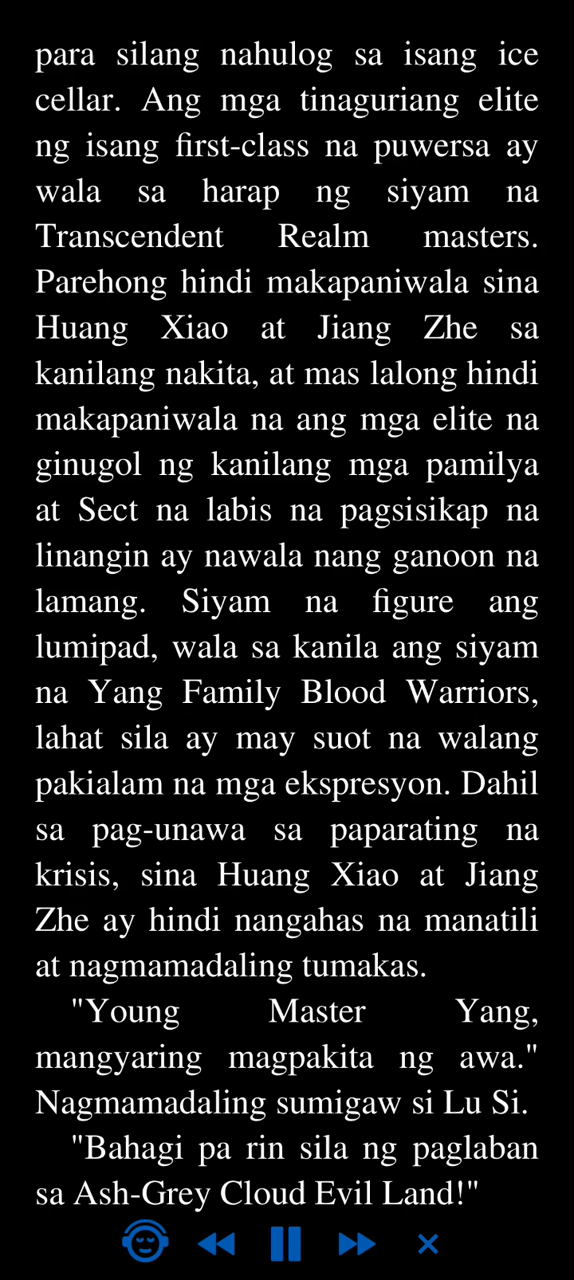 para silang nahulog sa isang ice
cellar. Ang mga tinaguriang elite
ng isang first-class na puwersa ay
wala sa harap ng siyam na
Transcendent Realm masters.
Parehong hindi makapaniwala sina
Huang Xiao at Jiang Zhe sa
kanilang nakita, at mas lalong hindi
makapaniwala na ang mga elite na
ginugol ng kanilang mga pamilya
at Sect na labis na pagsisikap na
linangin ay nawala nang ganoon na
lamang. Siyam na figure ang
lumipad, wala sa kanila ang siyam
na Yang Family Blood Warriors,
lahat sila ay may suot na walang
pakialam na mga ekspresyon. Dahil
sa pag-unawa sa paparating na
krisis, sina Huang Xiao at Jiang
Zhe ay hindi nangahas na manatili
at nagmamadaling tumakas.
"Young Master Yang,
mangyaring magpakita ng awa."
Nagmamadaling sumigaw si Lu Si.
"Bahagi pa rin sila ng paglaban
sa Ash-Grey Cloud Evil Land!"